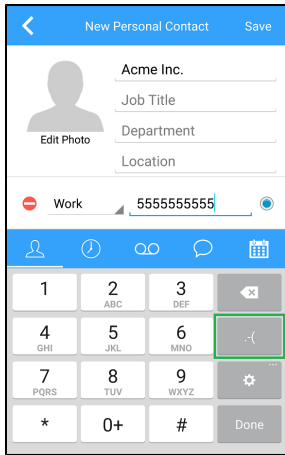 New Personal Contact Save
Acme Inc.
Job Title
Department
Edit Photo
Location
Work 5555555555
1 2 3
ABC DEF
4 5 6 .-(
GHI JKL MNO
7 8 9
PQRS TUV WXYZ
* 0+ # Done